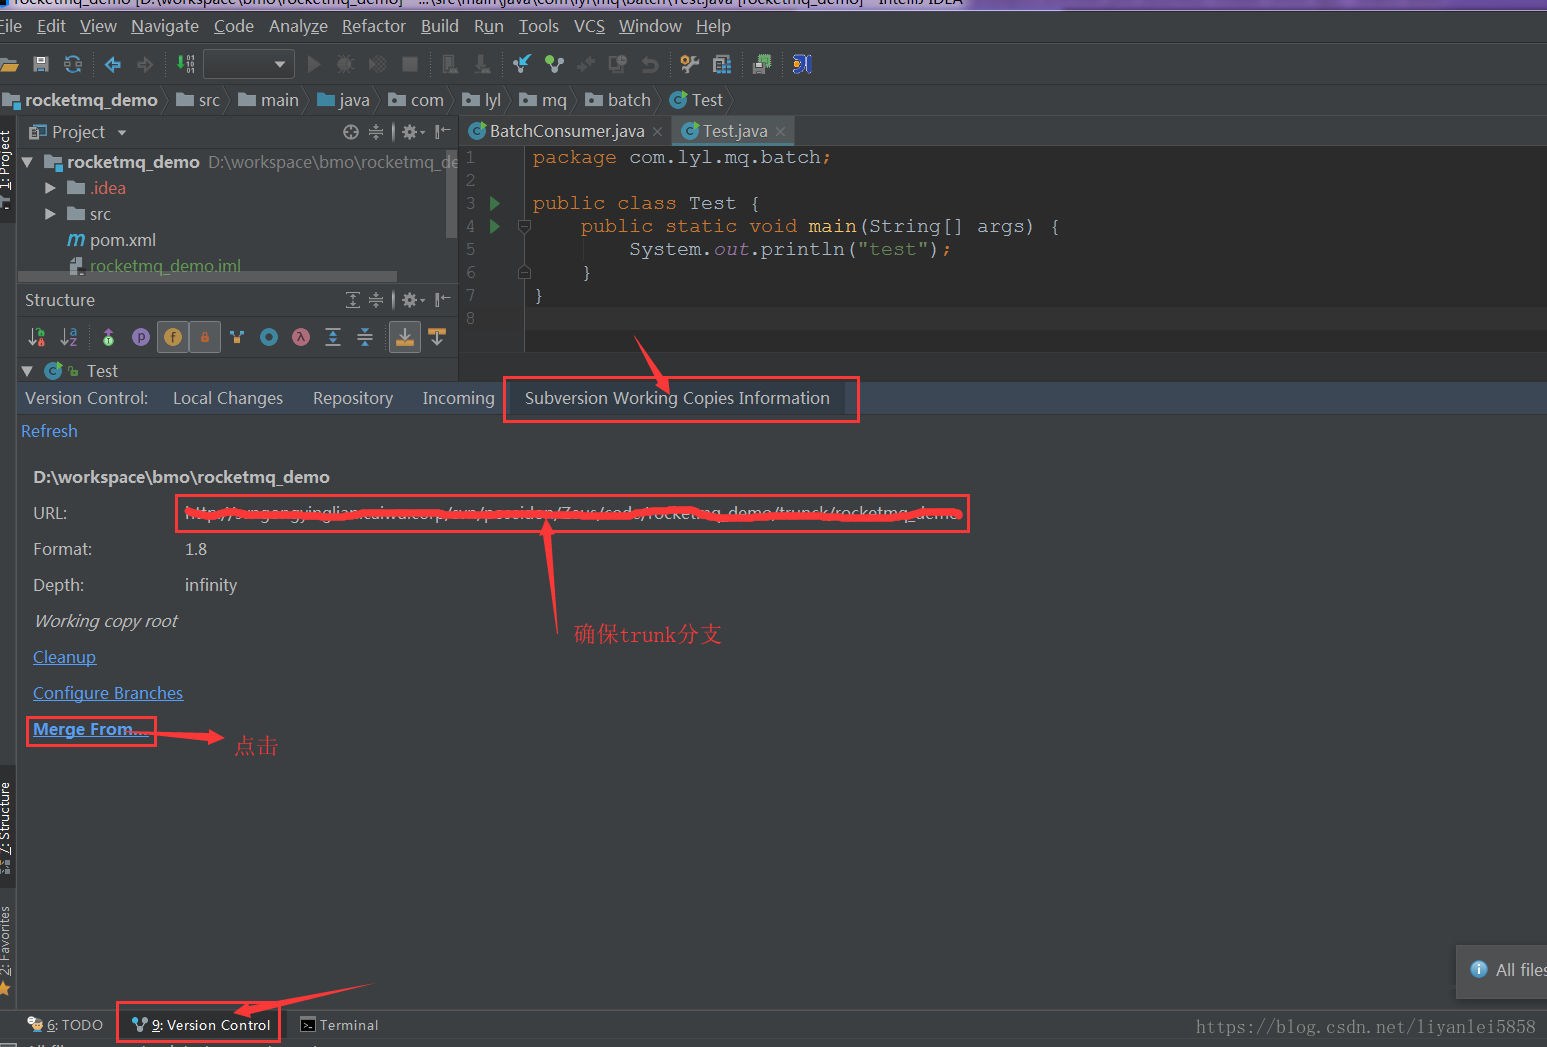 rocketmq_demo [D:\workspace\bmo\rocketmq_demo] - ...\src\main\java\com\lyl\mq\batch\Test.java [rocketmq_demo] - IntelliJ IDEA
File Edit View Navigate Code Analyze Refactor Build Run Tools VCS Window Help
rocketmq_demo src main java com lyl mq batch Test
1: Project
Project
BatchConsumer.java Test.java
rocketmq_demo D:\workspace\bmo\rocketmq_de
.idea
src
pom.xml
rocketmq_demo.iml
1 package com.lyl.mq.batch;
2
3 public class Test {
4 public static void main(String[] args) {
5 System.out.println("test");
6 }
7 }
8
Structure
Test
Version Control: Local Changes Repository Incoming Subversion Working Copies Information
Refresh
D:\workspace\bmo\rocketmq_demo
URL:
Format: 1.8
Depth: infinity
Working copy root
确保trunk分支
Cleanup
Configure Branches
Merge From...
点击
7: Structure
2: Favorites
All files
6: TODO 9: Version Control Terminal
https://blog.csdn.net/liyanlei5858